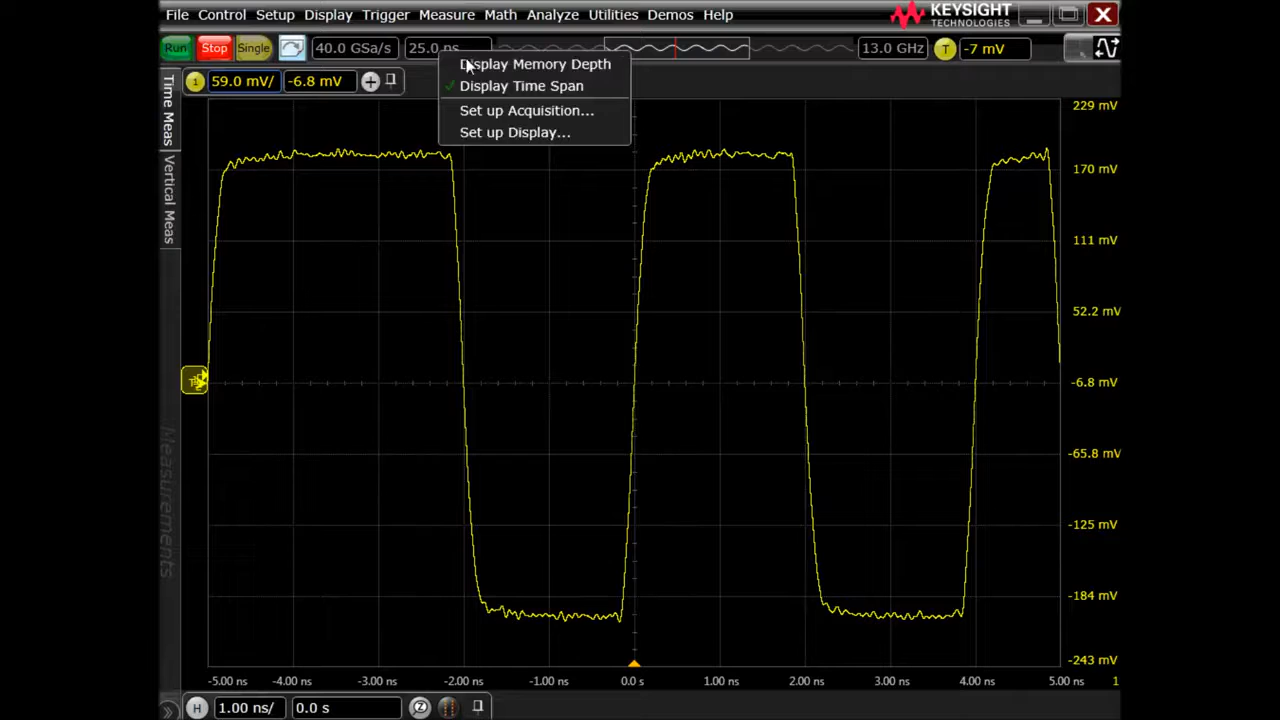 File Control Setup Display Trigger Measure Math Analyze Utilities Demos Help
KEYSIGHT
TECHNOLOGIES
Run Stop Single 40.0 GSa/s 25.0 ns 13.0 GHz T -7 mV
Display Memory Depth
Display Time Span
Set up Acquisition...
Set up Display...
1 59.0 mV/ -6.8 mV +
Time Meas
Vertical Meas
Measurements
229 mV
170 mV
111 mV
52.2 mV
-6.8 mV
-65.8 mV
-125 mV
-184 mV
-243 mV
-5.00 ns -4.00 ns -3.00 ns -2.00 ns -1.00 ns 0.0 s 1.00 ns 2.00 ns 3.00 ns 4.00 ns 5.00 ns 1
H 1.00 ns/ 0.0 s Z